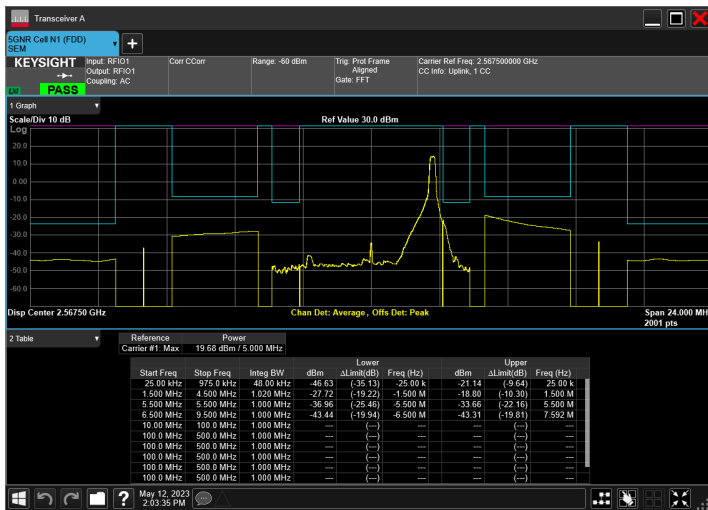 Transceiver A
5GNR Cell N1 (FDD)
SEM
KEYSIGHT
Input: RFIO1
Output: RFIO1
Coupling: AC
Corr CCorr
Range: -60 dBm
Trig: Prot Frame
Aligned
Gate: FFT
Carrier Ref Freq: 2.567500000 GHz
CC Info: Uplink, 1 CC
PASS
1 Graph
Scale/Div 10 dB
Ref Value 30.0 dBm
Log
20.0
10.0
0.00
-10.0
-20.0
-30.0
-40.0
-50.0
-60.0
Disp Center 2.56750 GHz
Chan Det: Average, Offs Det: Peak
Span 24.000 MH
2001 pts
2 Table
Reference Power
Carrier #1: Max 19.68 dBm / 5.000 MHz
Lower Upper
Start Freq Stop Freq Integ BW dBm ΔLimit(dB) Freq (Hz) dBm ΔLimit(dB) Freq (Hz)
25.00 kHz 975.0 kHz 48.00 kHz -46.63 (-35.13) -25.00 k -21.14 (-9.64) 25.00 k
1.500 MHz 4.500 MHz 1.020 MHz -27.72 (-19.22) -1.500 M -18.80 (-10.30) 1.500 M
5.500 MHz 5.500 MHz 1.000 MHz -36.96 (-25.46) -5.500 M -33.66 (-22.16) 5.500 M
6.500 MHz 9.500 MHz 1.000 MHz -43.44 (-19.94) -6.500 M -43.31 (-19.81) 7.592 M
10.00 MHz 100.0 MHz 1.000 MHz --- (---) --- --- (---) ---
100.0 MHz 500.0 MHz 1.000 MHz --- (---) --- --- (---) ---
100.0 MHz 500.0 MHz 1.000 MHz --- (---) --- --- (---) ---
100.0 MHz 500.0 MHz 1.000 MHz --- (---) --- --- (---) ---
100.0 MHz 500.0 MHz 1.000 MHz --- (---) --- --- (---) ---
100.0 MHz 500.0 MHz 1.000 MHz --- (---) --- --- (---) ---
May 12, 2023
2:03:35 PM